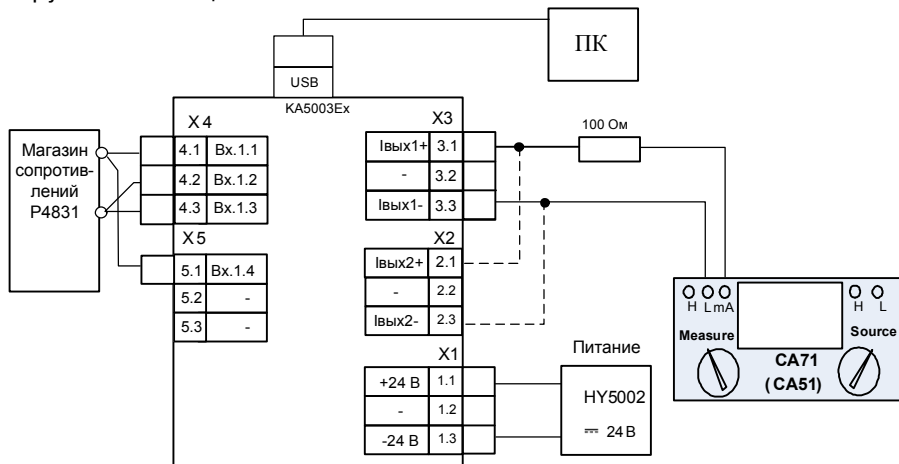 ПК
USB
KA5003Ex
X4
4.1 Вх.1.1
4.2 Вх.1.2
4.3 Вх.1.3
Магазин
сопротив-
лений
Р4831
X5
5.1 Вх.1.4
5.2 -
5.3 -
X3
Iвых1+ 3.1
- 3.2
Iвых1- 3.3
100 Ом
X2
Iвых2+ 2.1
- 2.2
Iвых2- 2.3
X1
+24 В 1.1
- 1.2
-24 В 1.3
Питание
HY5002
24 В
H L mA H L
Measure Source
CA71
(CA51)